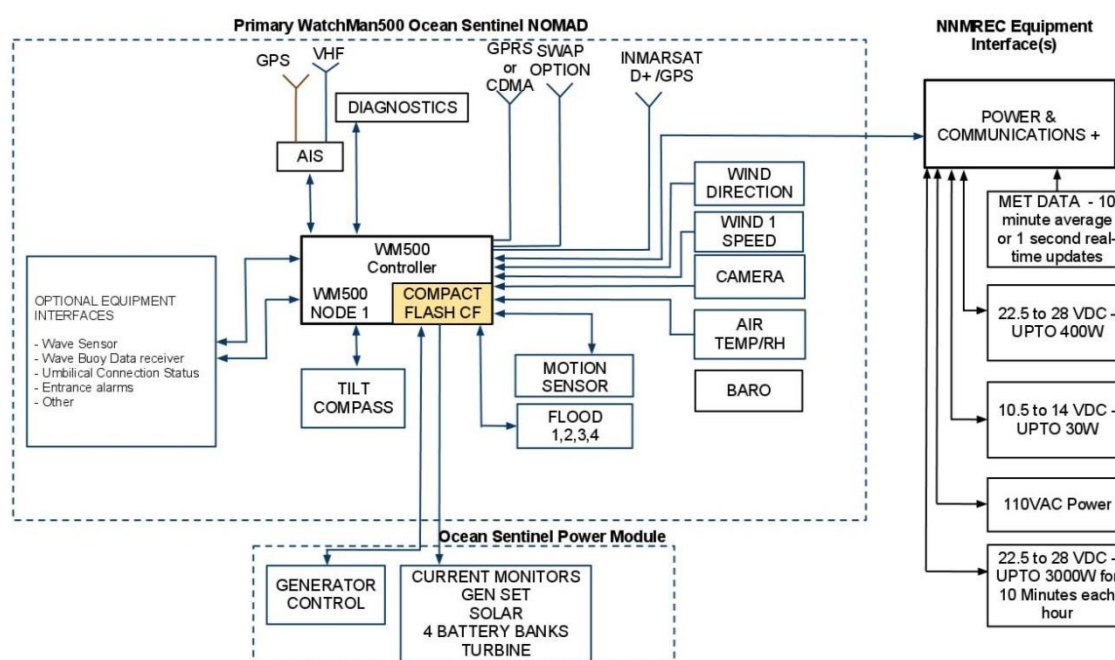 Primary WatchMan500 Ocean Sentinel NOMAD
NNMREC Equipment
Interface(s)
GPS
VHF
GPRS
or
CDMA
SWAP
OPTION
INMARSAT
D+ /GPS
DIAGNOSTICS
AIS
POWER &
COMMUNICATIONS +
WIND
DIRECTION
WIND 1
SPEED
CAMERA
AIR
TEMP/RH
BARO
MET DATA - 10
minute average
or 1 second real-
time updates
WM500
Controller
WM500
NODE 1
COMPACT
FLASH CF
OPTIONAL EQUIPMENT
INTERFACES
- Wave Sensor
- Wave Buoy Data receiver
- Umbilical Connection Status
- Entrance alarms
- Other
TILT
COMPASS
MOTION
SENSOR
FLOOD
1,2,3,4
22.5 to 28 VDC -
UPTO 400W
10.5 to 14 VDC -
UPTO 30W
110VAC Power
22.5 to 28 VDC -
UPTO 3000W for
10 Minutes each
hour
Ocean Sentinel Power Module
GENERATOR
CONTROL
CURRENT MONITORS
GEN SET
SOLAR
4 BATTERY BANKS
TURBINE